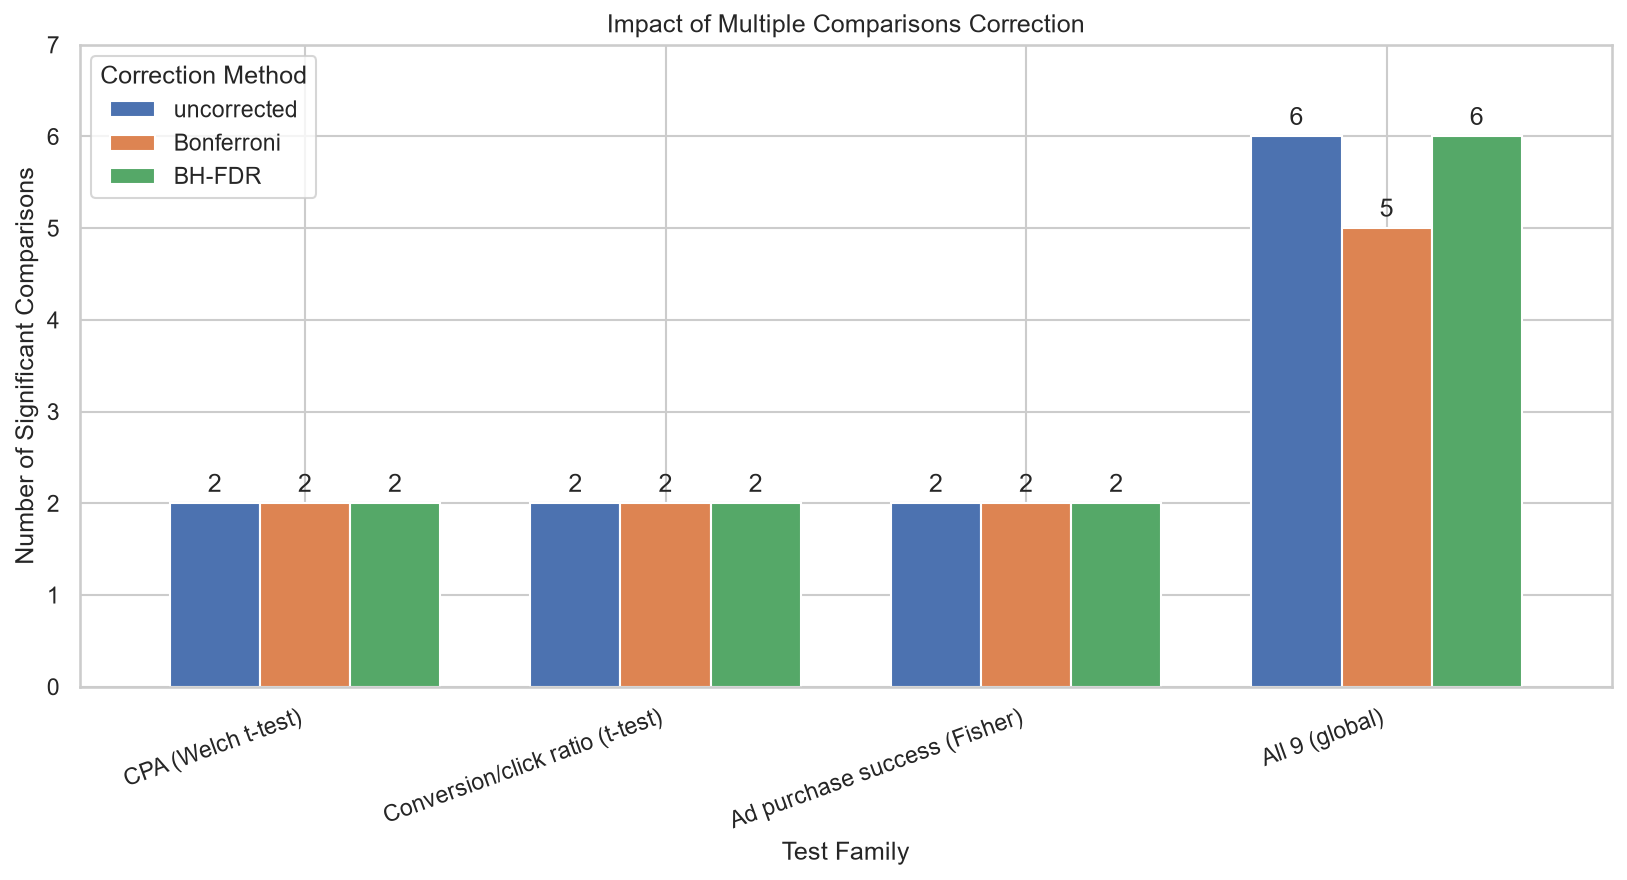 Impact of Multiple Comparisons Correction
Number of Significant Comparisons
7
6
5
4
3
2
1
0
Correction Method
uncorrected
Bonferroni
BH-FDR
2 2 2 2 2 2 2 2 2 6 5 6
CPA (Welch t-test)
Conversion/click ratio (t-test)
Ad purchase success (Fisher)
All 9 (global)
Test Family